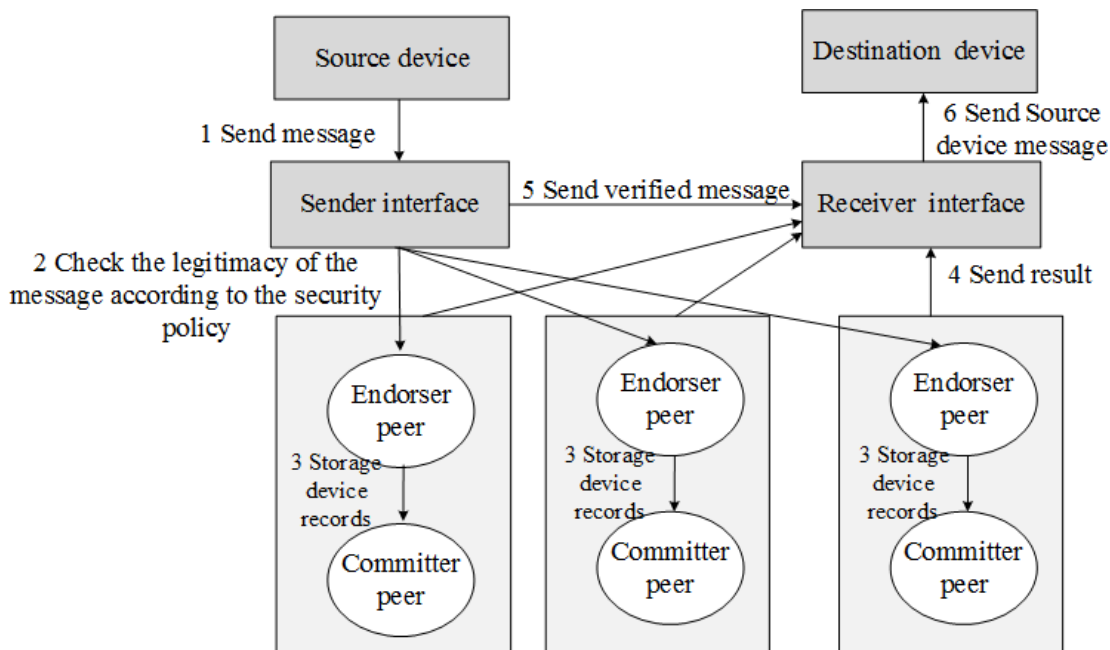 Source device
Destination device
1 Send message
6 Send Source
device message
Sender interface
5 Send verified message
Receiver interface
2 Check the legitimacy of the
message according to the security
policy
4 Send result
Endorser
peer
3 Storage
device
records
Committer
peer
Endorser
peer
3 Storage
device
records
Committer
peer
Endorser
peer
3 Storage
device
records
Committer
peer